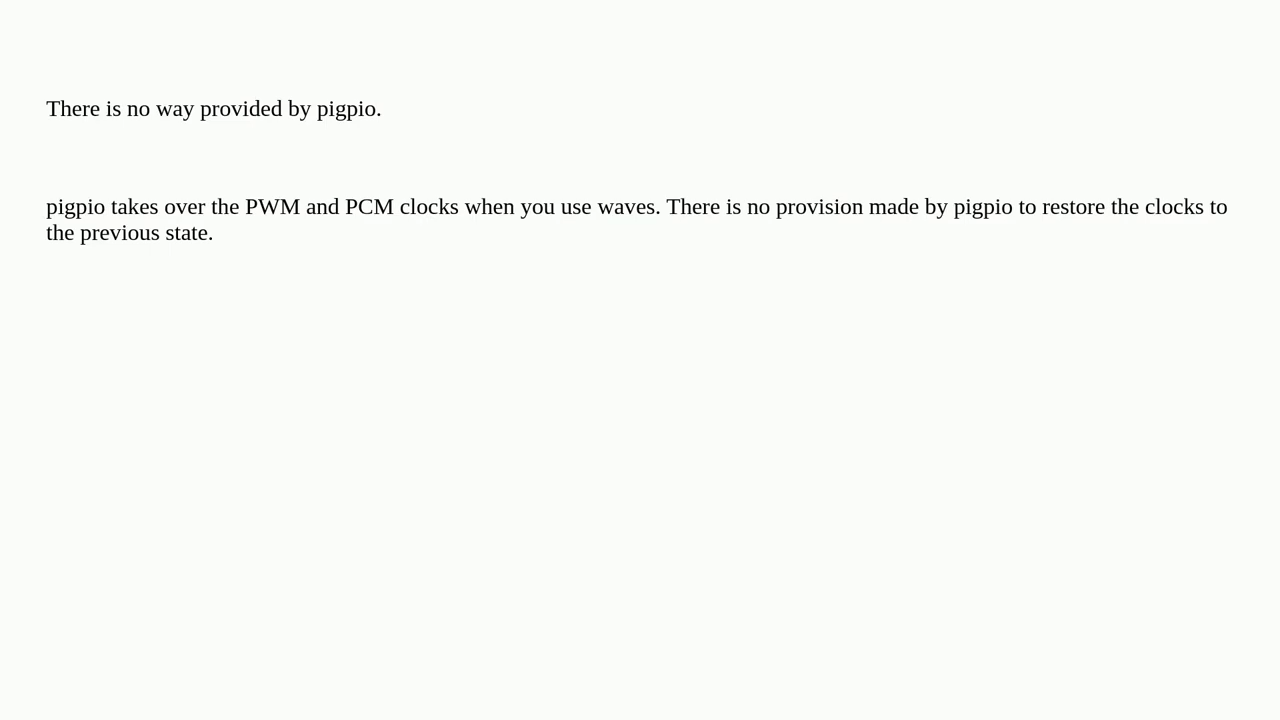 There is no way provided by pigpio.
pigpio takes over the PWM and PCM clocks when you use waves. There is no provision made by pigpio to restore the clocks to
the previous state.